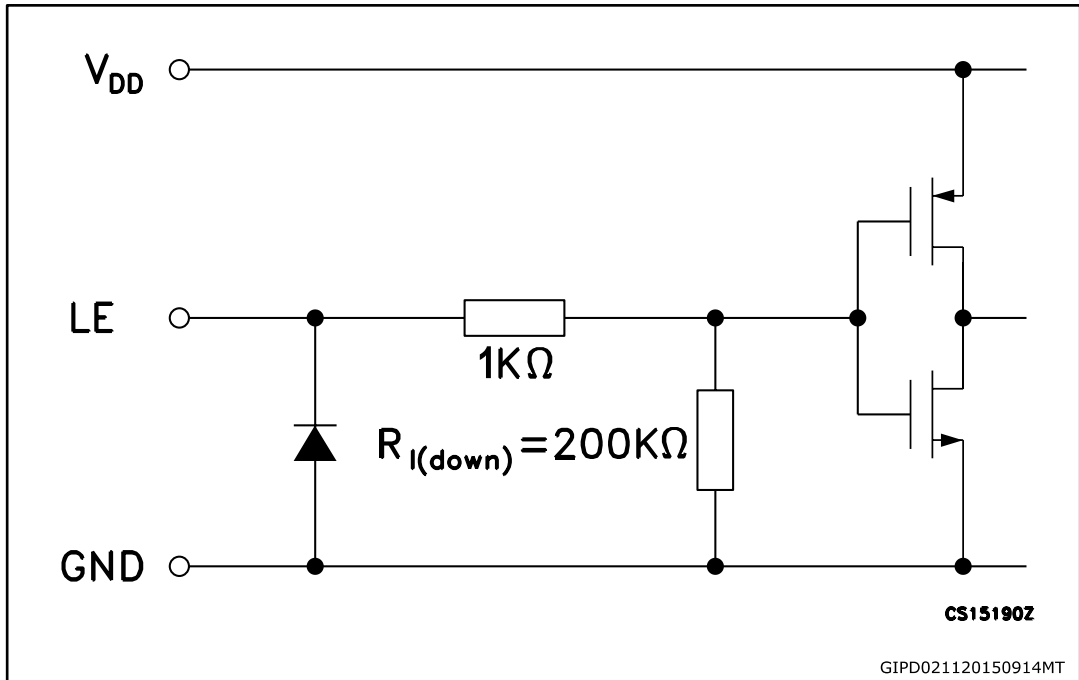 VDD
LE
1KΩ
RI(down)=200KΩ
GND
CS15190Z
GIPD021120150914MT